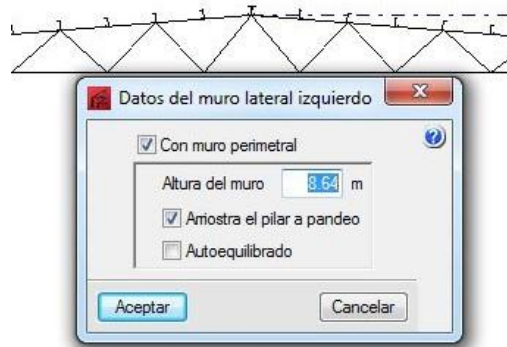 Datos del muro lateral izquierdo
Con muro perimetral
Altura del muro 8.64 m
Arriostra el pilar a pandeo
Autoequilibrado
Aceptar Cancelar